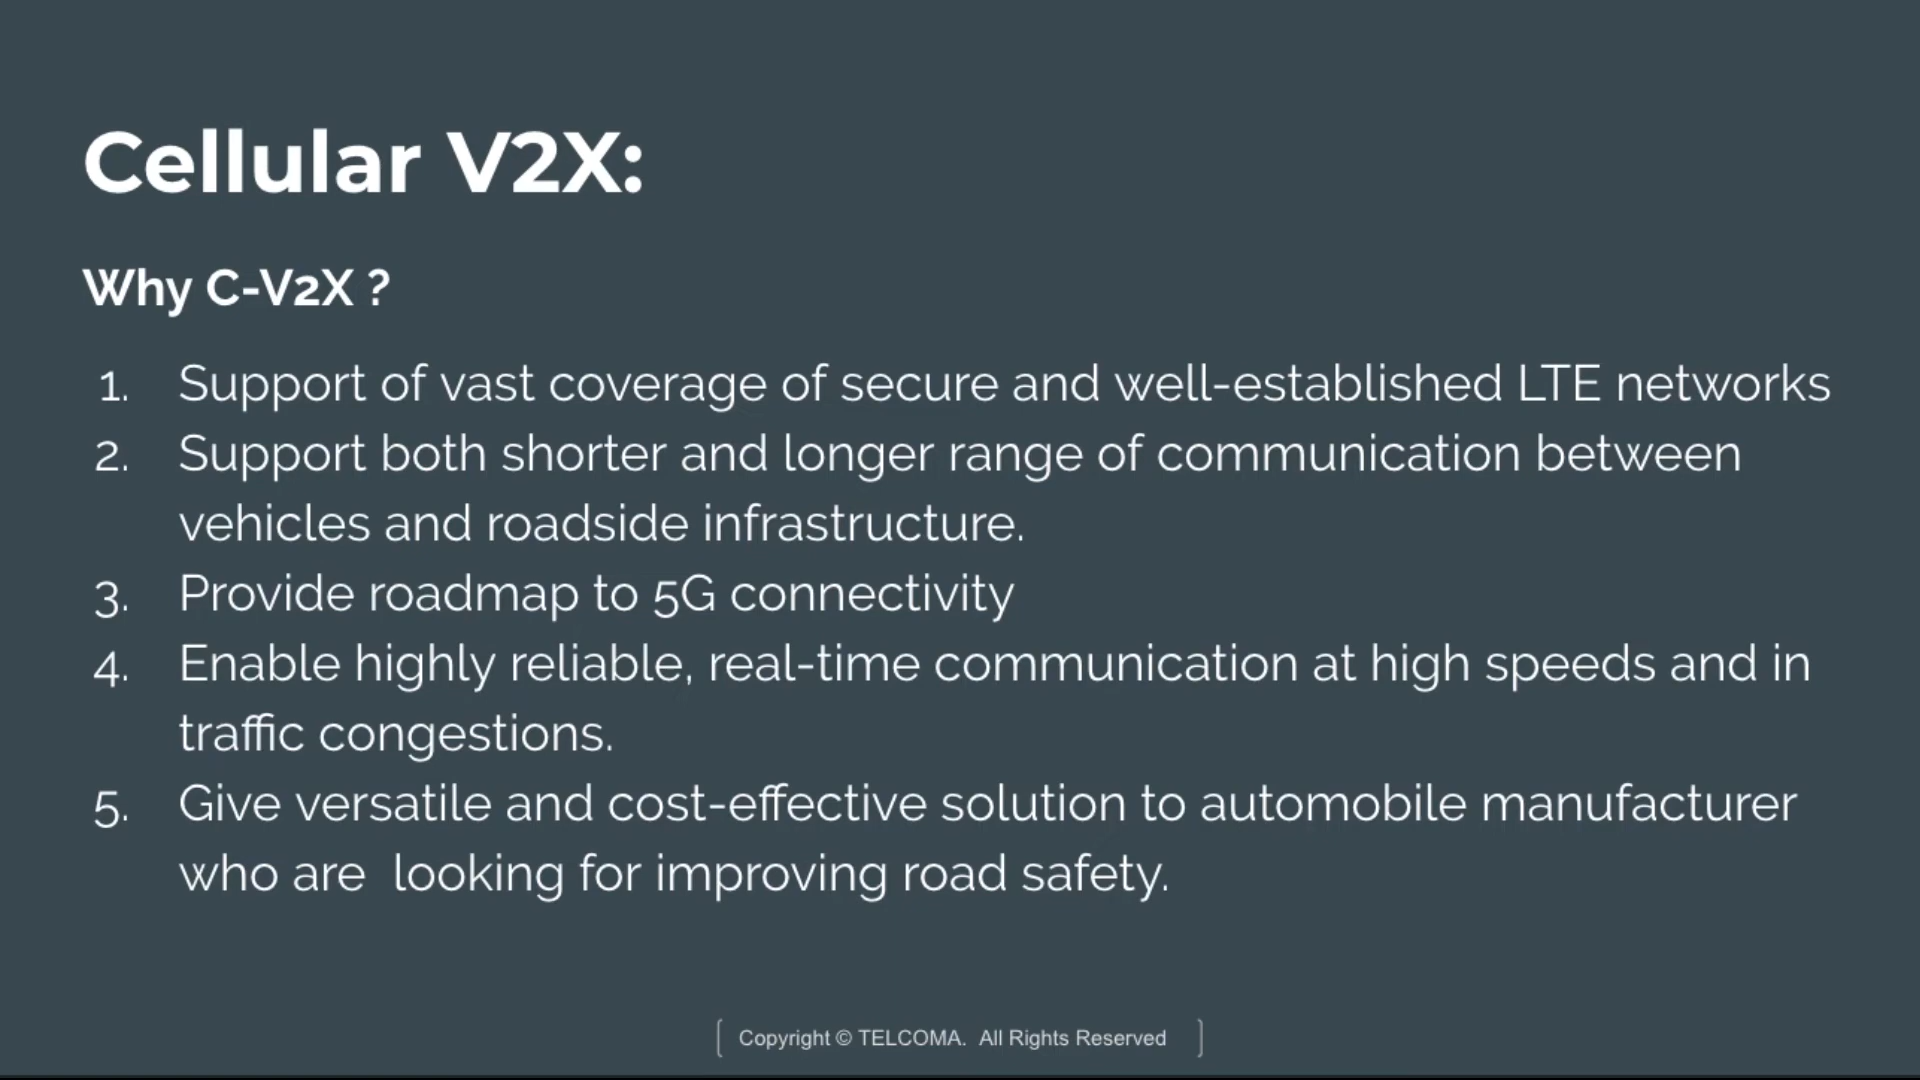 Cellular V2X:
Why C-V2X ?
1. Support of vast coverage of secure and well-established LTE networks
2. Support both shorter and longer range of communication between
vehicles and roadside infrastructure.
3. Provide roadmap to 5G connectivity
4. Enable highly reliable, real-time communication at high speeds and in
traffic congestions.
5. Give versatile and cost-effective solution to automobile manufacturer
who are  looking for improving road safety.
Copyright © TELCOMA.  All Rights Reserved